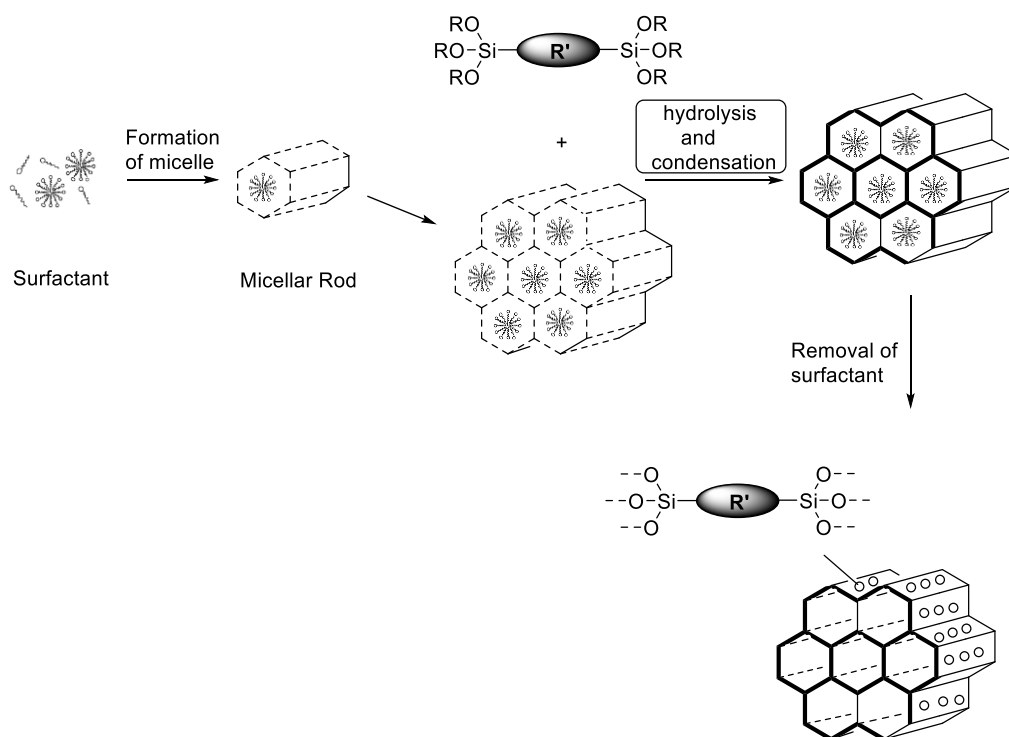 RO
OR
RO
Si
R'
Si
OR
RO
OR
Formation
of micelle
+
hydrolysis
and
condensation
Surfactant
Micellar Rod
Removal of
surfactant
--O
O--
--O
Si
R'
Si
O--
--O
O--